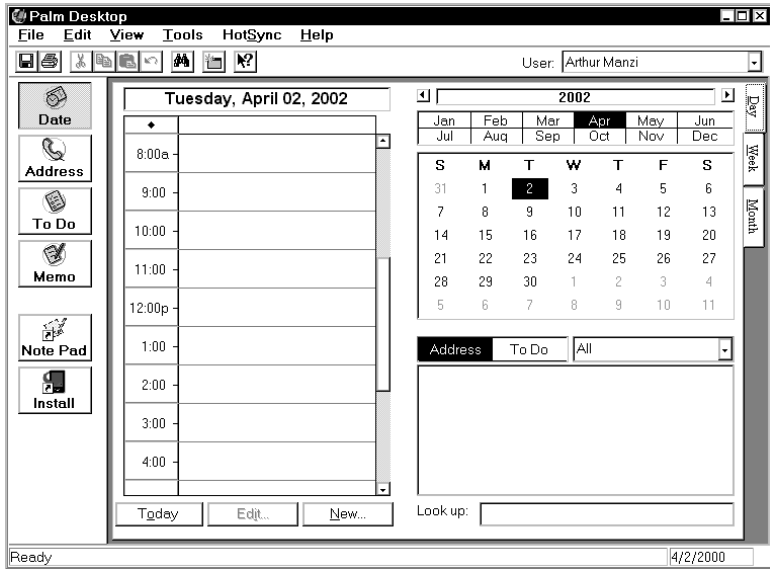 Palm Desktop
File Edit View Tools HotSync Help
User: Arthur Manzi
Date
Address
To Do
Memo
Note Pad
Install
Tuesday, April 02, 2002
8:00a
9:00
10:00
11:00
12:00p
1:00
2:00
3:00
4:00
Today Edit... New...
2002
Jan Feb Mar Apr May Jun
Jul Aug Sep Oct Nov Dec
S M T W T F S
31 1 2 3 4 5 6
7 8 9 10 11 12 13
14 15 16 17 18 19 20
21 22 23 24 25 26 27
28 29 30 1 2 3 4
5 6 7 8 9 10 11
Day
Week
Month
Address To Do All
Look up:
Ready 4/2/2000